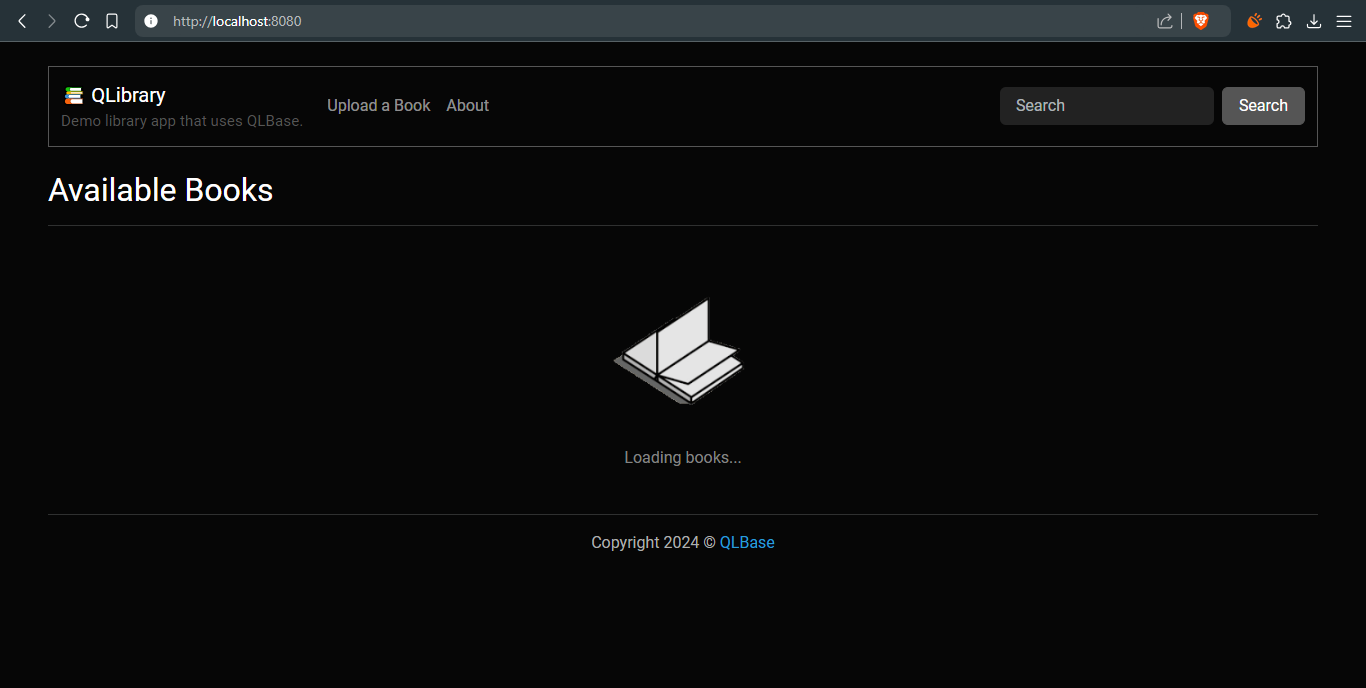 http://localhost:8080
QLibrary
Demo library app that uses QLBase.
Upload a Book
About
Search
Search
Available Books
Loading books...
Copyright 2024 © QLBase